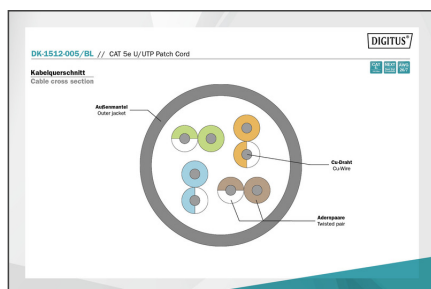 DIGITUS®
DK-1512-005/BL // CAT 5e U/UTP Patch Cord
Kabelquerschnitt
Cable cross section
Außenmantel
Outer jacket
Cu-Draht
Cu-Wire
Aderspaare
Twisted pair